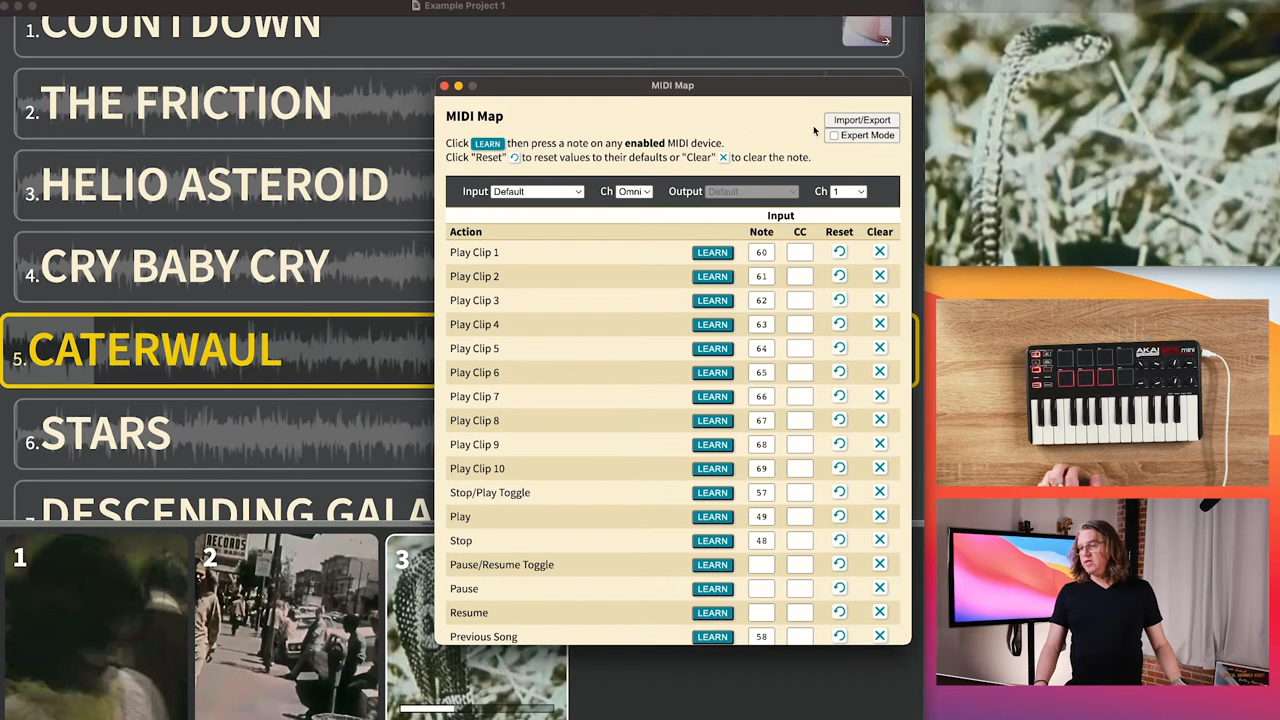 Example Project 1
1.COUNTDOWN
2.THE FRICTION
3.HELIO ASTEROID
4.CRY BABY CRY
5.CATERWAUL
6.STARS
DESCENDING GALA
1
2
3
RECORDS
MIDI Map
MIDI Map
Import/Export
Expert Mode
Click LEARN then press a note on any enabled MIDI device.
Click "Reset" to reset values to their defaults or "Clear" to clear the note.
Input Default Ch Omni Output Default Ch 1
Input
Action Note CC Reset Clear
Play Clip 1 LEARN 60
Play Clip 2 LEARN 61
Play Clip 3 LEARN 62
Play Clip 4 LEARN 63
Play Clip 5 LEARN 64
Play Clip 6 LEARN 65
Play Clip 7 LEARN 66
Play Clip 8 LEARN 67
Play Clip 9 LEARN 68
Play Clip 10 LEARN 69
Stop/Play Toggle LEARN 57
Play LEARN 49
Stop LEARN 48
Pause/Resume Toggle LEARN
Pause LEARN
Resume LEARN
Previous Song LEARN 58
AKAI MPK mini